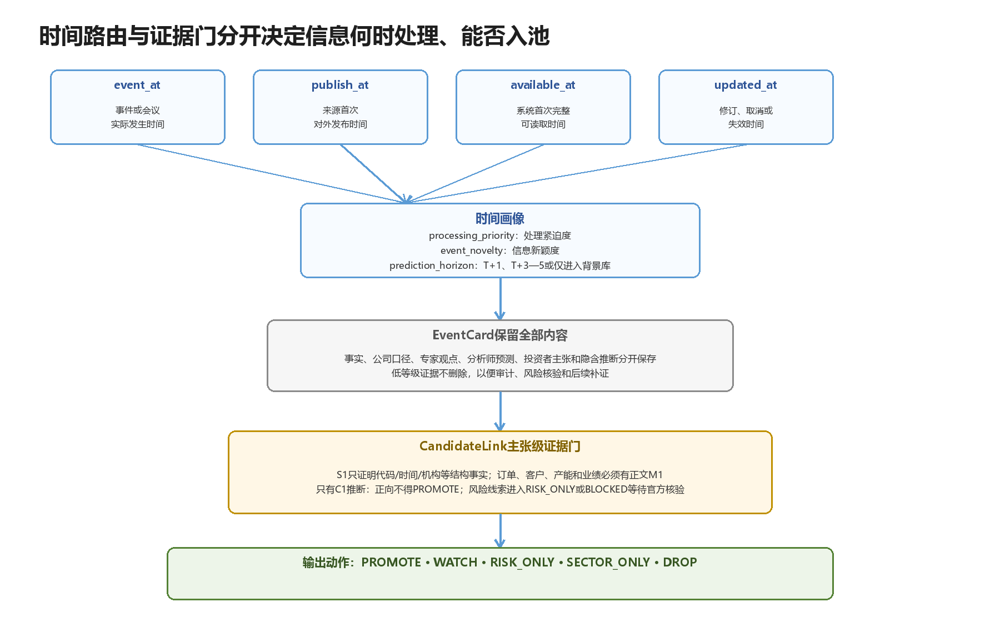 时间路由与证据门分开决定信息何时处理、能否入池
event_at
事件或会议
实际发生时间
publish_at
来源首次
对外发布时间
available_at
系统首次完整
可读取时间
updated_at
修订、取消或
失效时间
时间画像
processing_priority：处理紧迫度
event_novelty：信息新颖度
prediction_horizon：T+1、T+3—5或仅进入背景库
EventCard保留全部内容
事实、公司口径、专家观点、分析师预测、投资者主张和隐含推断分开保存
低等级证据不删除，以便审计、风险核验和后续补证
CandidateLink主张级证据门
S1只证明代码/时间/机构等结构事实；订单、客户、产能和业绩必须有正文M1
只有C1推断：正向不得PROMOTE；风险线索进入RISK_ONLY或BLOCKED等待官方核验
输出动作：PROMOTE • WATCH • RISK_ONLY • SECTOR_ONLY • DROP